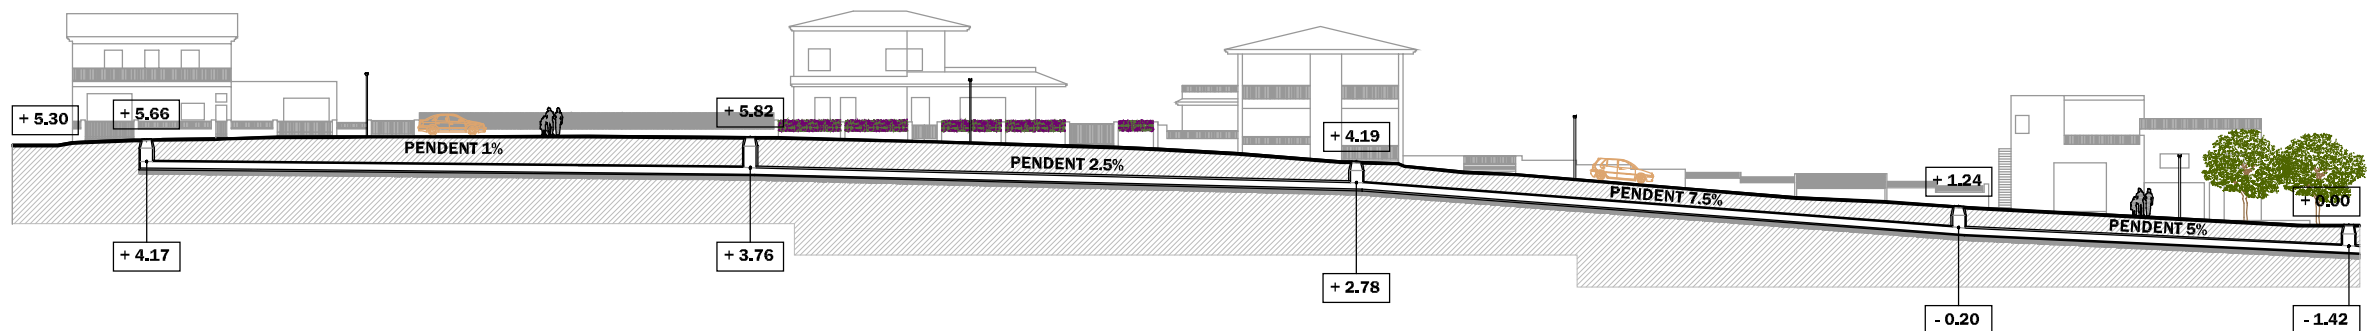 + 5.30
+ 5.66
+ 5.82
+ 4.19
+ 1.24
+ 0.00
PENDENT 1%
PENDENT 2.5%
PENDENT 7.5%
PENDENT 5%
+ 4.17
+ 3.76
+ 2.78
- 0.20
- 1.42